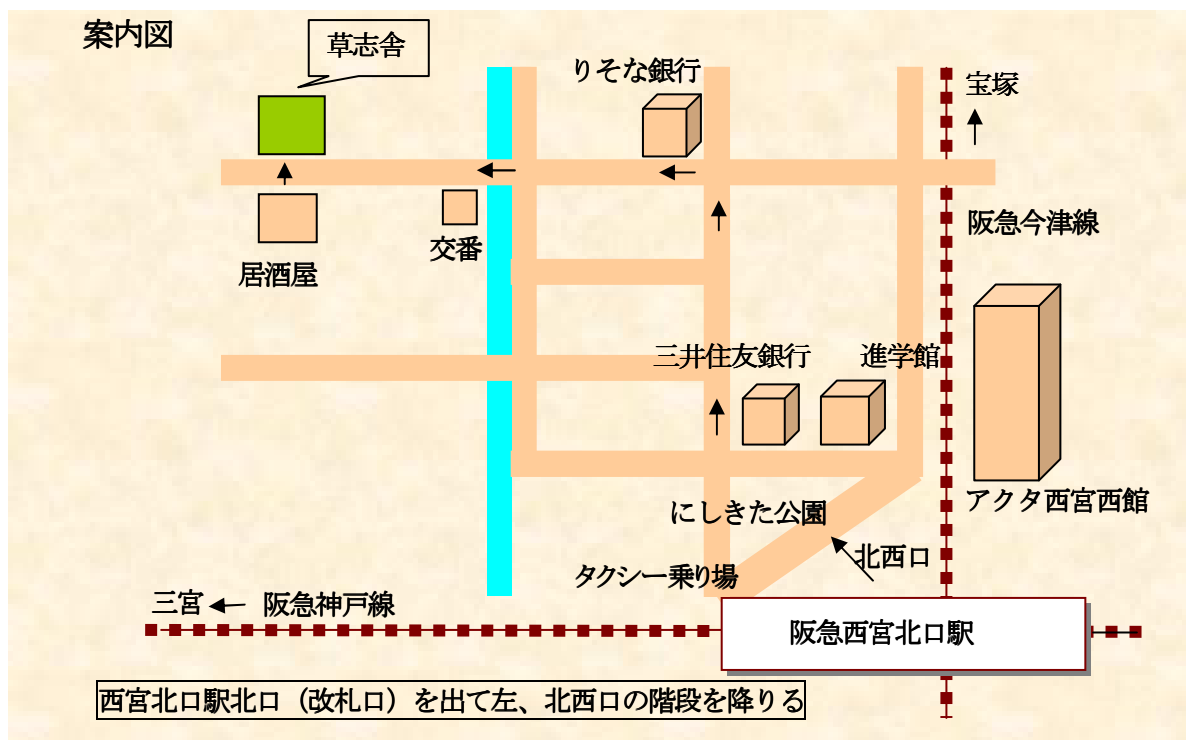 案内図
草志舎
りそな銀行
宝塚
阪急今津線
交番
居酒屋
三井住友銀行
進学館
アクタ西宮西館
にしきた公園
北西口
タクシー乗り場
三宮
阪急神戸線
阪急西宮北口駅
西宮北口駅北口（改札口）を出て左、北西口の階段を降りる